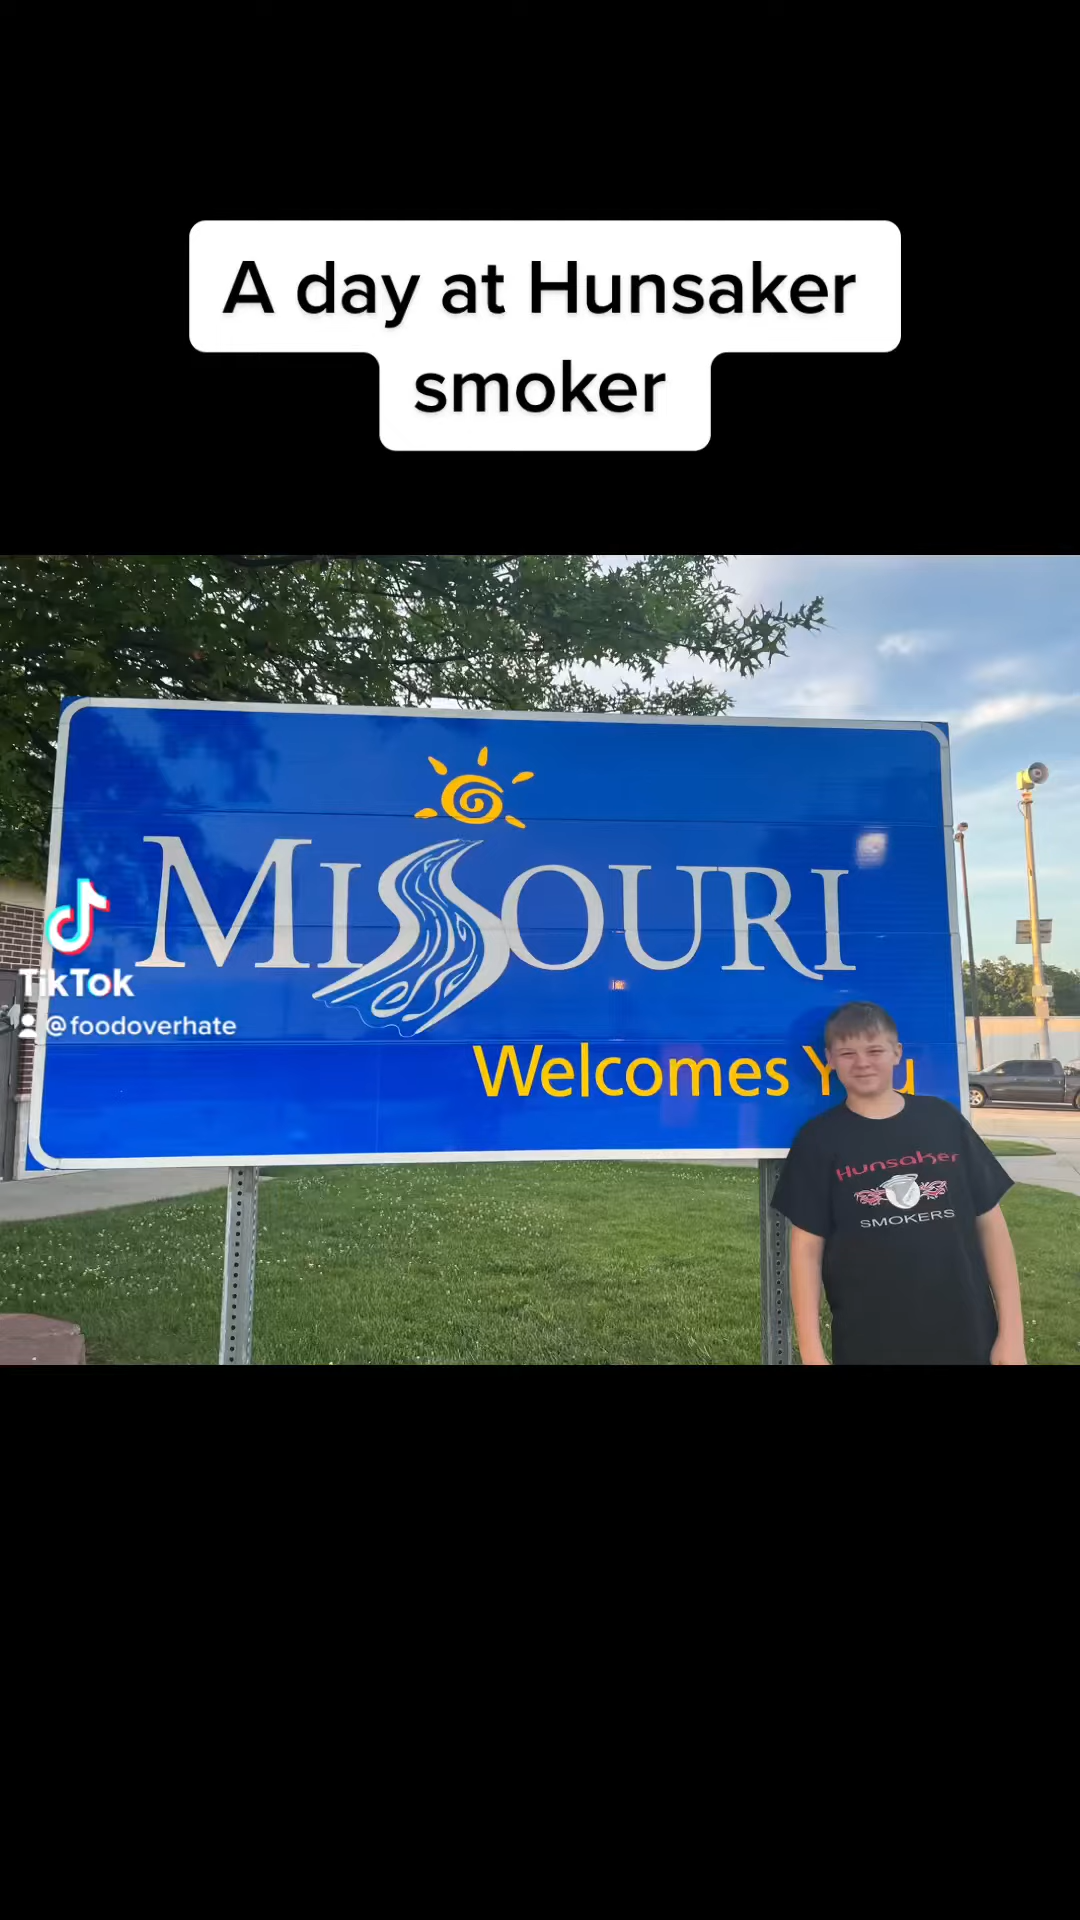 A day at Hunsaker
smoker
MISSOURI
TikTok
@foodoverhate
Welcomes
Hunsaker
SMOKERS